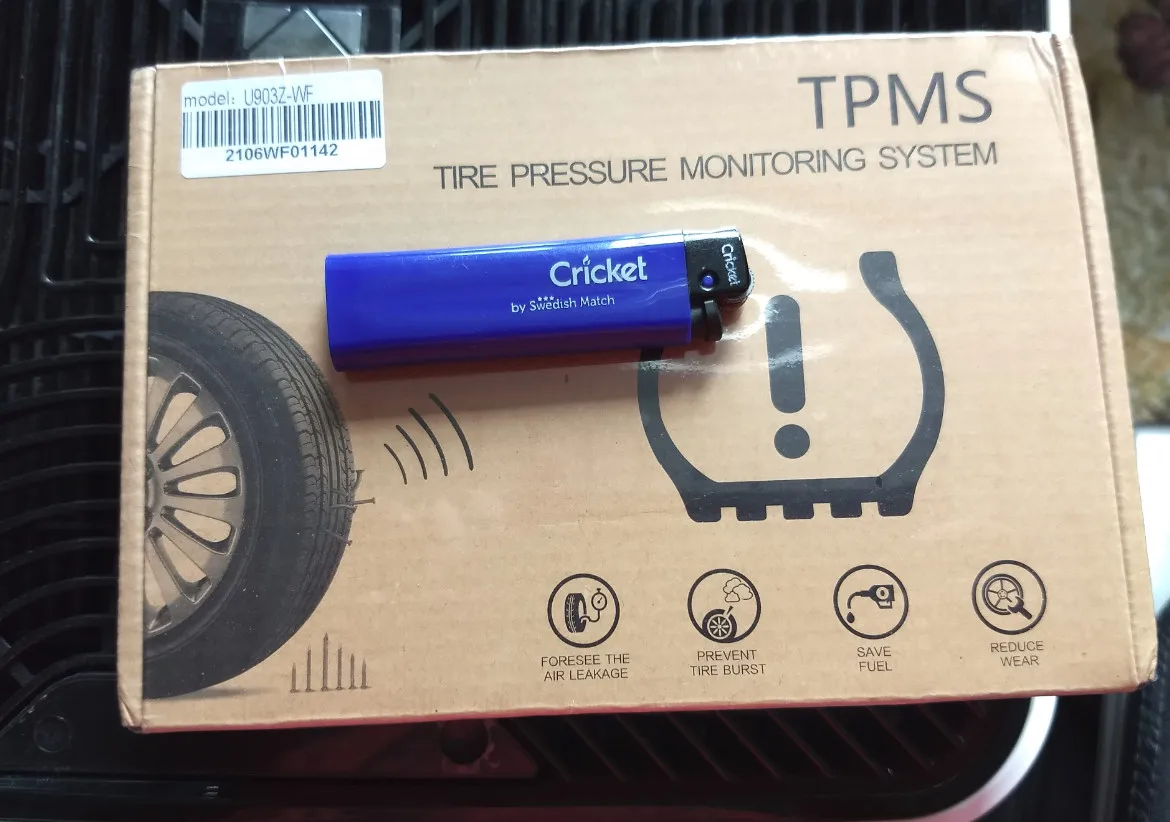 model: U903Z-WF
2106WF01142
TPMS
TIRE PRESSURE MONITORING SYSTEM
Cricket
by Swedish Match
Cricket
FORESEE THE
AIR LEAKAGE
PREVENT
TIRE BURST
SAVE
FUEL
REDUCE
WEAR